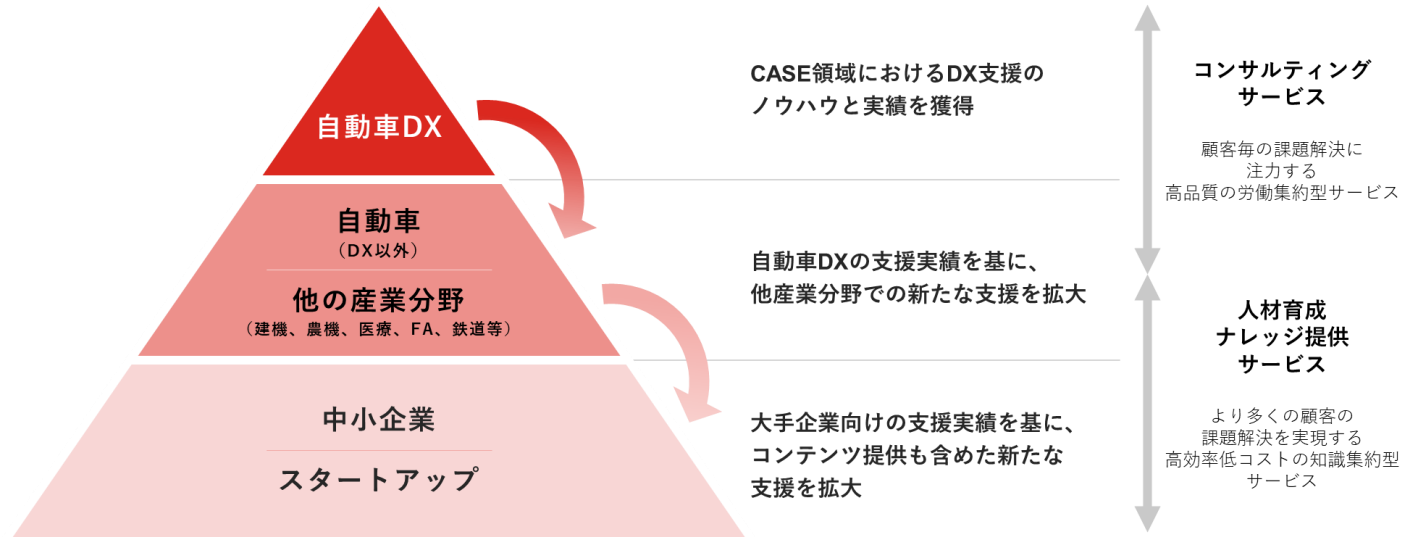 自動車DX
自動車
（DX以外）
他の産業分野
（建機、農機、医療、FA、鉄道等）
中小企業
スタートアップ
CASE領域におけるDX支援の
ノウハウと実績を獲得
自動車DXの支援実績を基に、
他産業分野での新たな支援を拡大
大手企業向けの支援実績を基に、
コンテンツ提供も含めた新たな
支援を拡大
コンサルティング
サービス
顧客毎の課題解決に
注力する
高品質の労働集約型サービス
人材育成
ナレッジ提供
サービス
より多くの顧客の
課題解決を実現する
高効率低コストの知識集約型
サービス